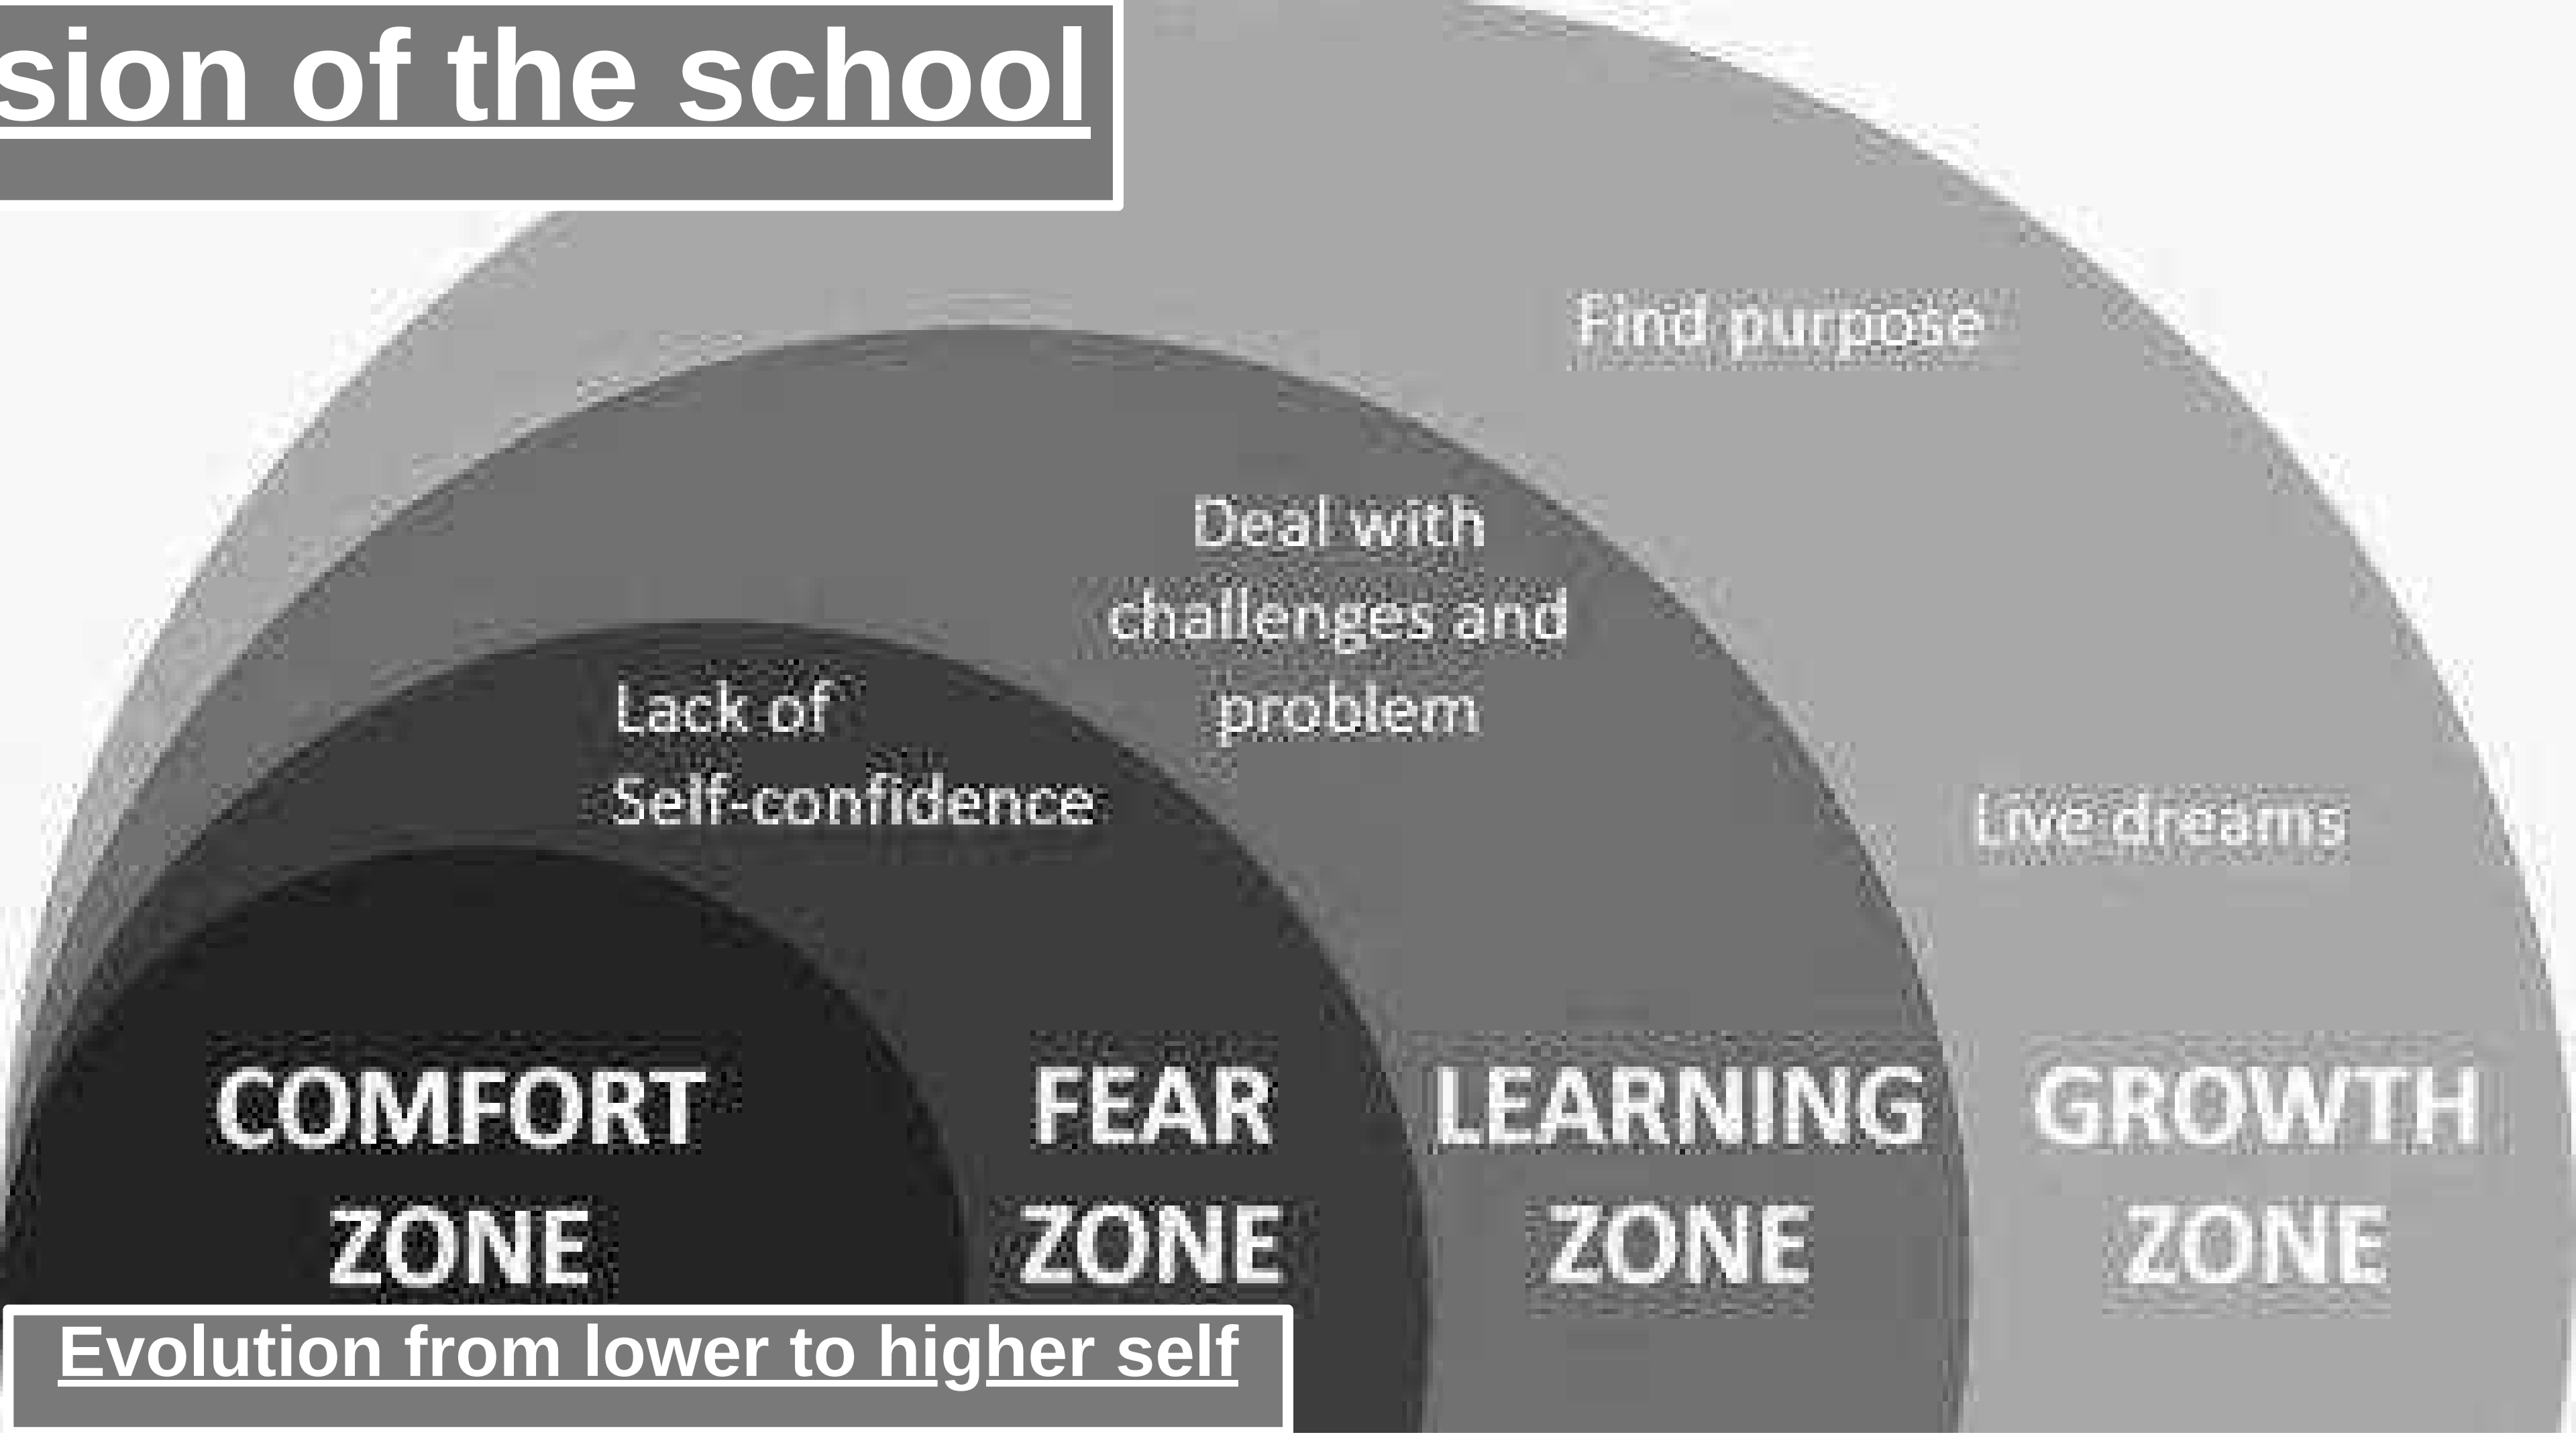 sion of the school
Find purpose
Deal with
challenges and
problem
Lack of
Self-confidence
Live dreams
COMFORT
ZONE
FEAR
ZONE
LEARNING
ZONE
GROWTH
ZONE
Evolution from lower to higher self